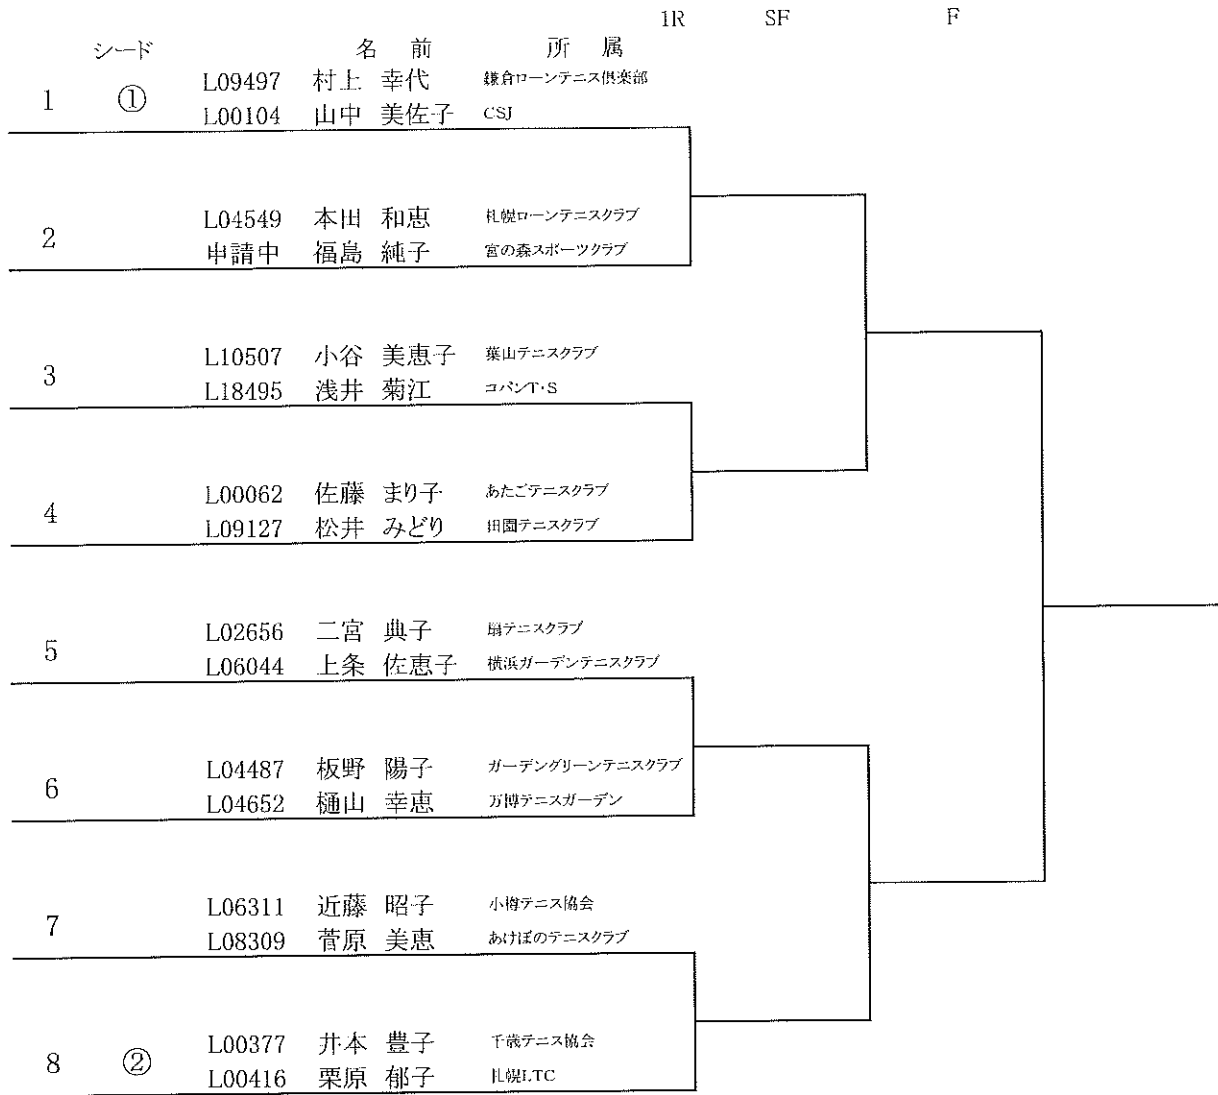 1R SF F
シード 名 前 所 属
L09497 村上 幸代 鎌倉ローンテニス倶楽部
1 ①
L00104 山中 美佐子 CSJ
L04549 本田 和恵 札幌ローンテニスクラブ
2
申請中 福島 純子 宮の森スポーツクラブ
L10507 小谷 美恵子 葉山テニスクラブ
3
L18495 浅井 菊江 コパンT・S
L00062 佐藤 まり子 あたごテニスクラブ
4
L09127 松井 みどり 田園テニスクラブ
L02656 二宮 典子 扇テニスクラブ
5
L06044 上条 佐恵子 横浜ガーデンテニスクラブ
L04487 板野 陽子 ガーデングリーンテニスクラブ
6
L04652 樋山 幸恵 万博テニスガーデン
L06311 近藤 昭子 小樽テニス協会
7
L08309 菅原 美恵 あけぼのテニスクラブ
L00377 井本 豊子 千歳テニス協会
8 ②
L00416 栗原 郁子 札幌LTC